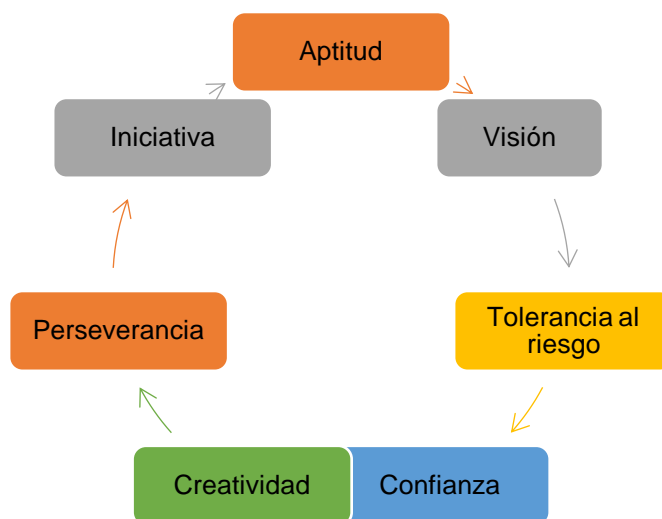 Aptitud
Iniciativa
Visión
Perseverancia
Tolerancia al
riesgo
Creatividad
Confianza